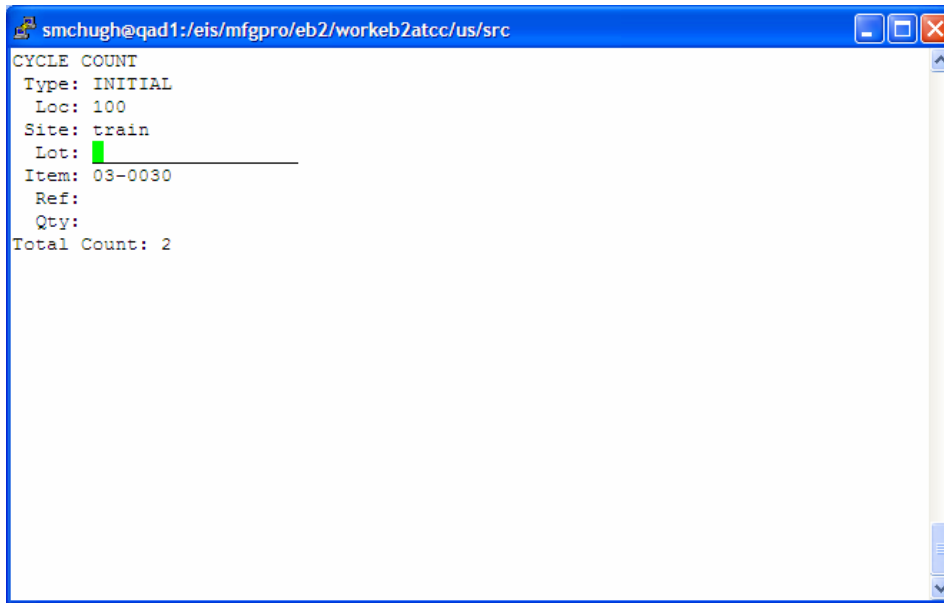 smchugh@qad1:/eis/mfgpro/eb2/workeb2atcc/us/src
CYCLE COUNT
Type: INITIAL
Loc: 100
Site: train
Lot:
Item: 03-0030
Ref:
Qty:
Total Count: 2